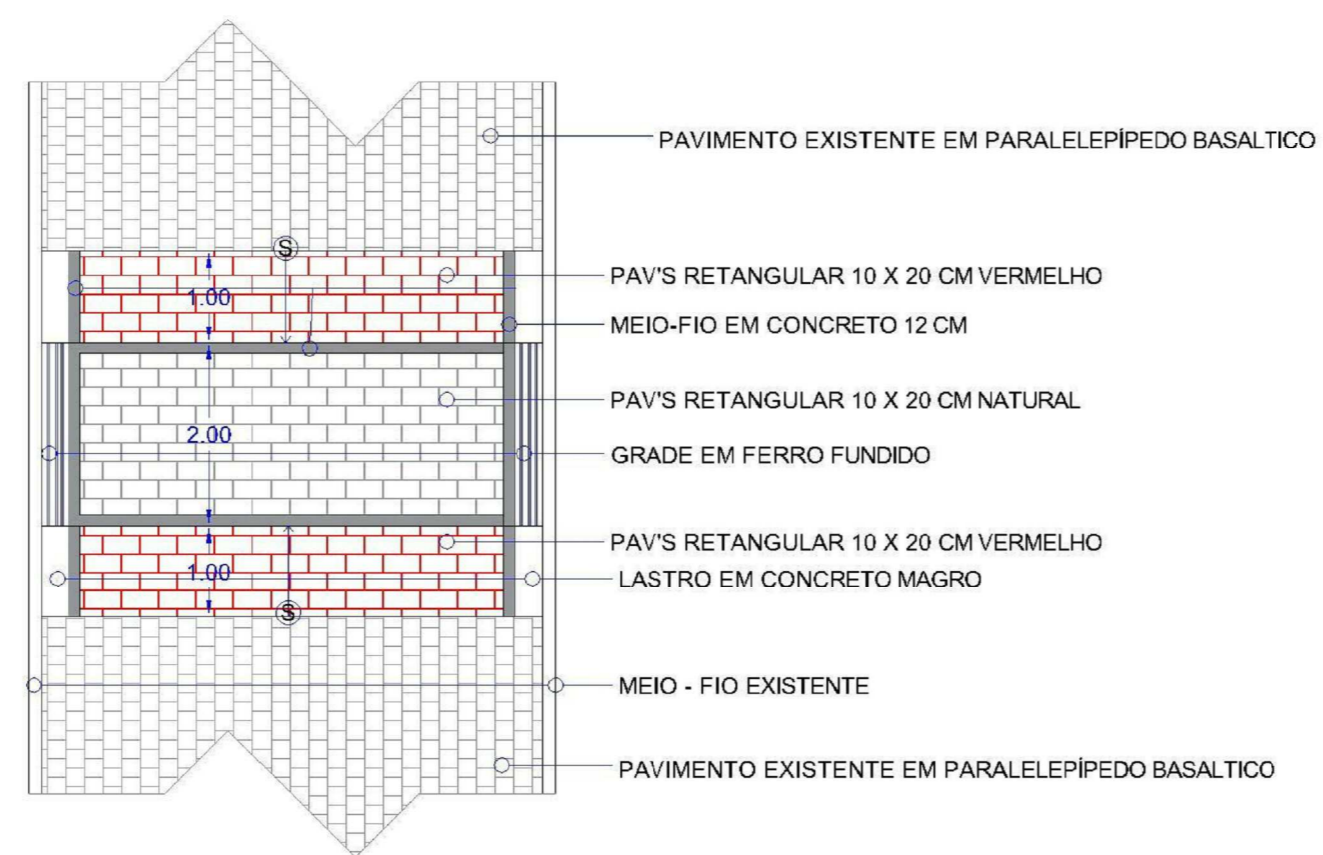 PAVIMENTO EXISTENTE EM PARALELEPÍPEDO BASALTICO
S
PAV'S RETANGULAR 10 X 20 CM VERMELHO
1.00
MEIO-FIO EM CONCRETO 12 CM
PAV'S RETANGULAR 10 X 20 CM NATURAL
2.00
GRADE EM FERRO FUNDIDO
PAV'S RETANGULAR 10 X 20 CM VERMELHO
1.00
LASTRO EM CONCRETO MAGRO
S
MEIO - FIO EXISTENTE
PAVIMENTO EXISTENTE EM PARALELEPÍPEDO BASALTICO